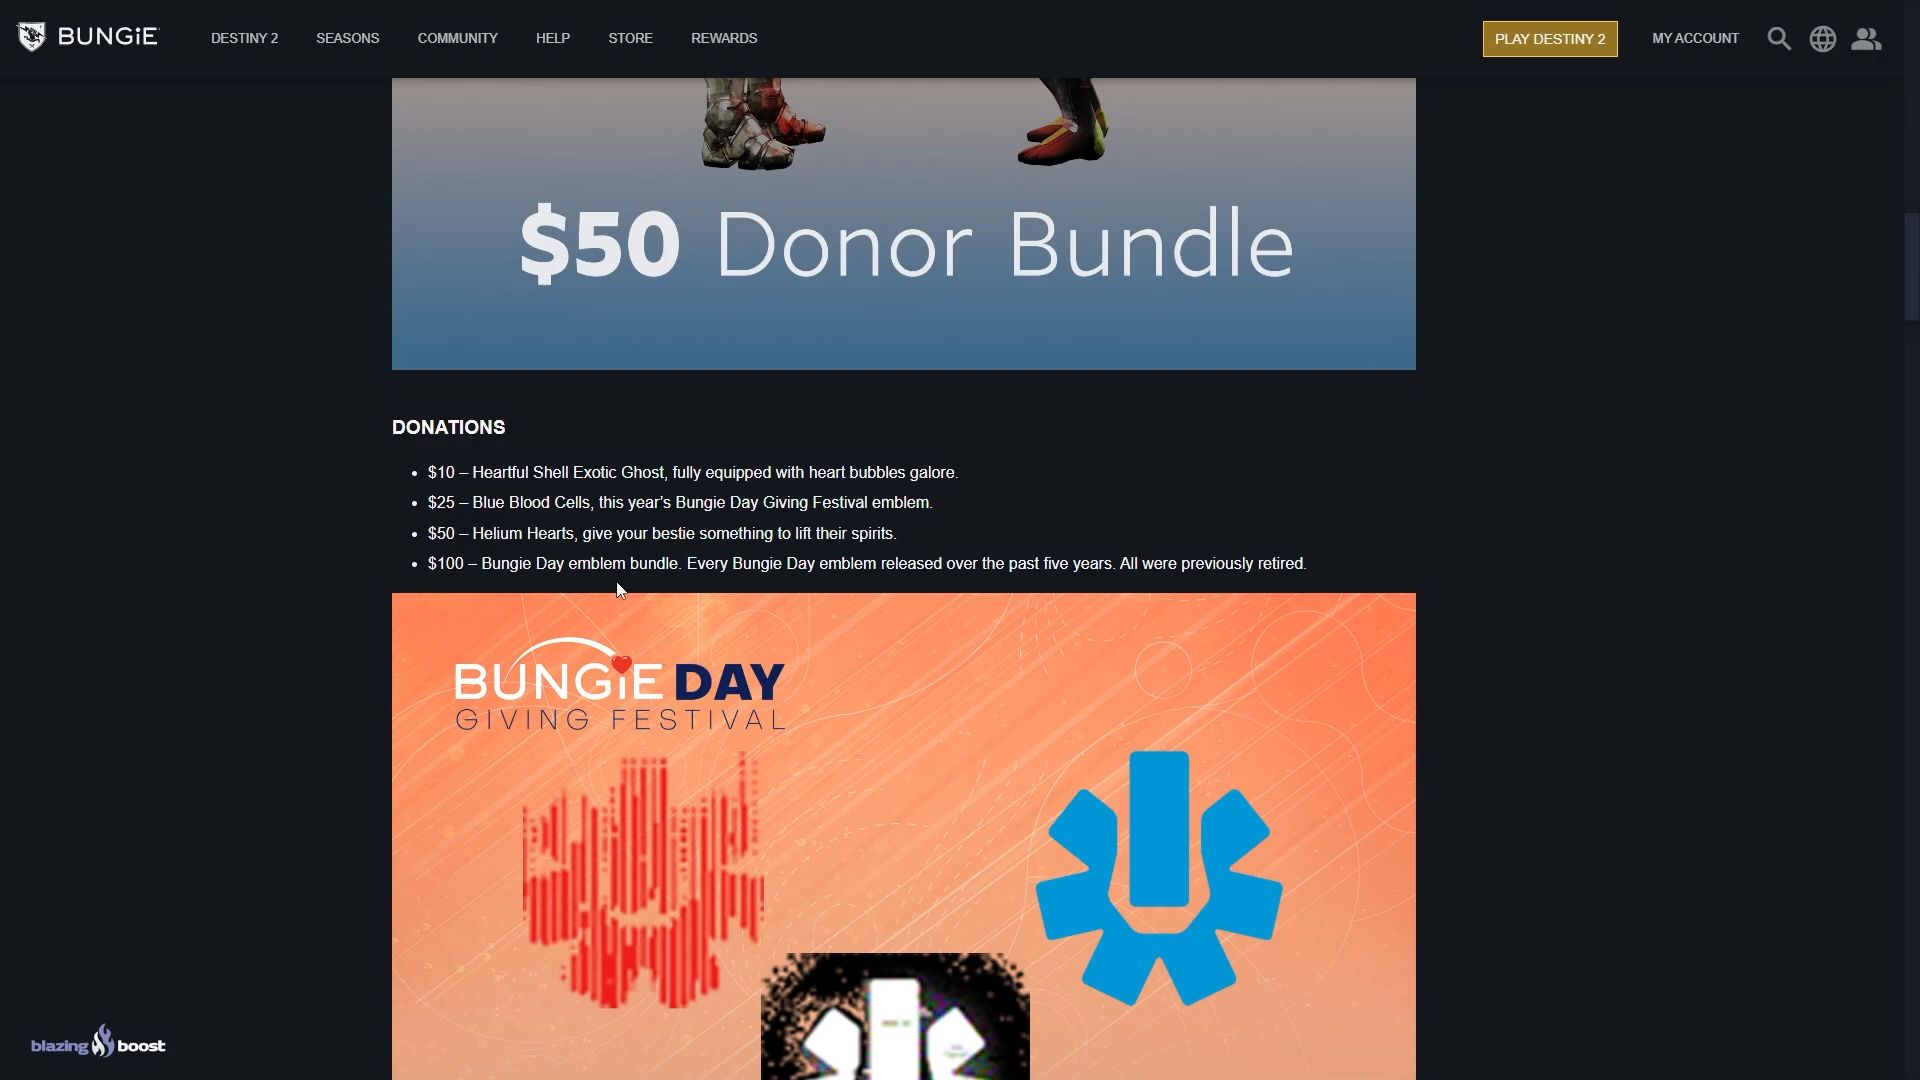 BUNGiE
DESTINY 2
SEASONS
COMMUNITY
HELP
STORE
REWARDS
PLAY DESTINY 2
MY ACCOUNT
$50 Donor Bundle
DONATIONS
• $10 – Heartful Shell Exotic Ghost, fully equipped with heart bubbles galore.
• $25 – Blue Blood Cells, this year’s Bungie Day Giving Festival emblem.
• $50 – Helium Hearts, give your bestie something to lift their spirits.
• $100 – Bungie Day emblem bundle. Every Bungie Day emblem released over the past five years. All were previously retired.
BUNGiE DAY
GIVING FESTIVAL
blazing boost